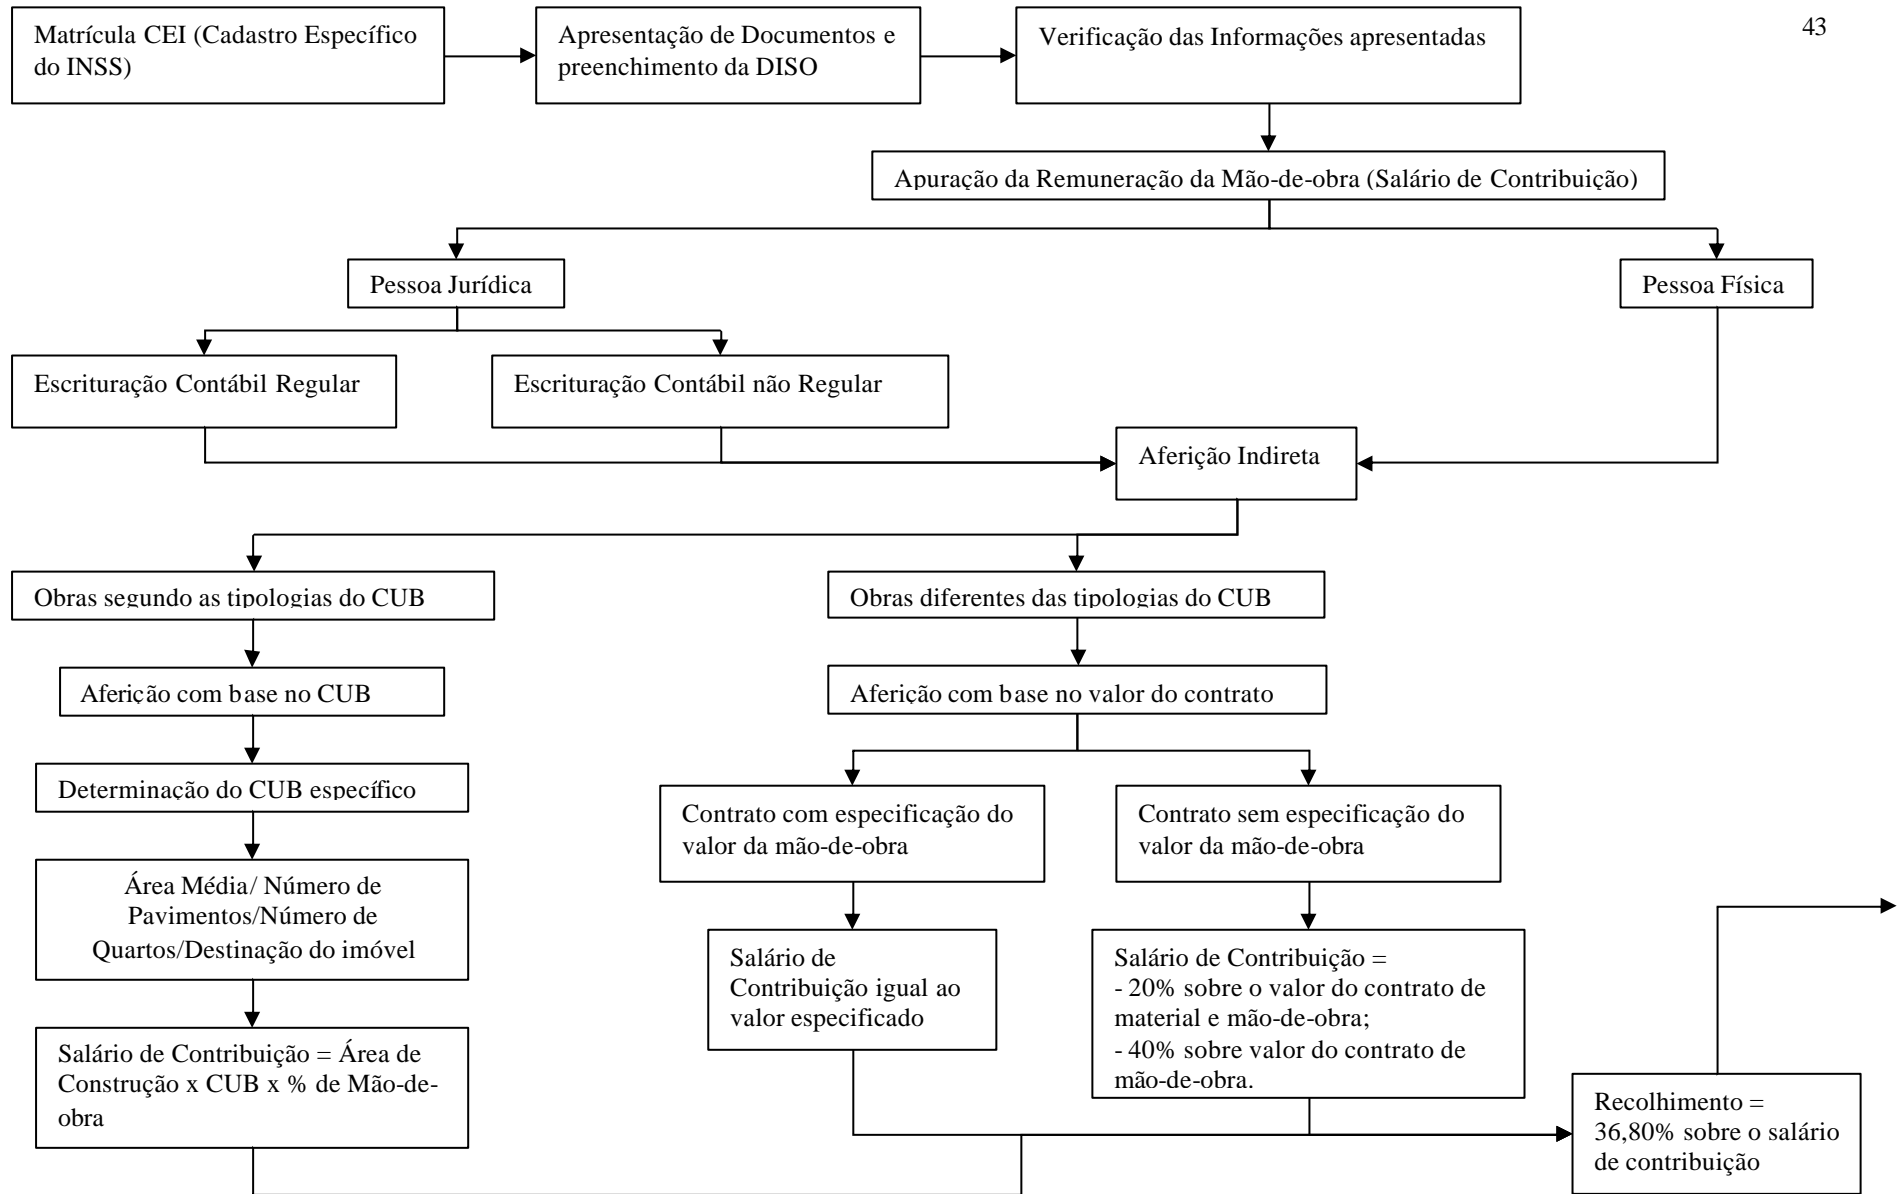 43
Matrícula CEI (Cadastro Específico
do INSS)
Apresentação de Documentos e
preenchimento da DISO
Verificação das Informações apresentadas
Apuração da Remuneração da Mão-de-obra (Salário de Contribuição)
Pessoa Jurídica
Pessoa Física
Escrituração Contábil Regular
Escrituração Contábil não Regular
Aferição Indireta
Obras segundo as tipologias do CUB
Obras diferentes das tipologias do CUB
Aferição com base no CUB
Aferição com base no valor do contrato
Determinação do CUB específico
Contrato com especificação do
valor da mão-de-obra
Contrato sem especificação do
valor da mão-de-obra
Área Média/ Número de
Pavimentos/Número de
Quartos/Destinação do imóvel
Salário de
Contribuição igual ao
valor especificado
Salário de Contribuição =
- 20% sobre o valor do contrato de
material e mão-de-obra;
- 40% sobre valor do contrato de
mão-de-obra.
Salário de Contribuição = Área de
Construção x CUB x % de Mão-de-
obra
Recolhimento =
36,80% sobre o salário
de contribuição